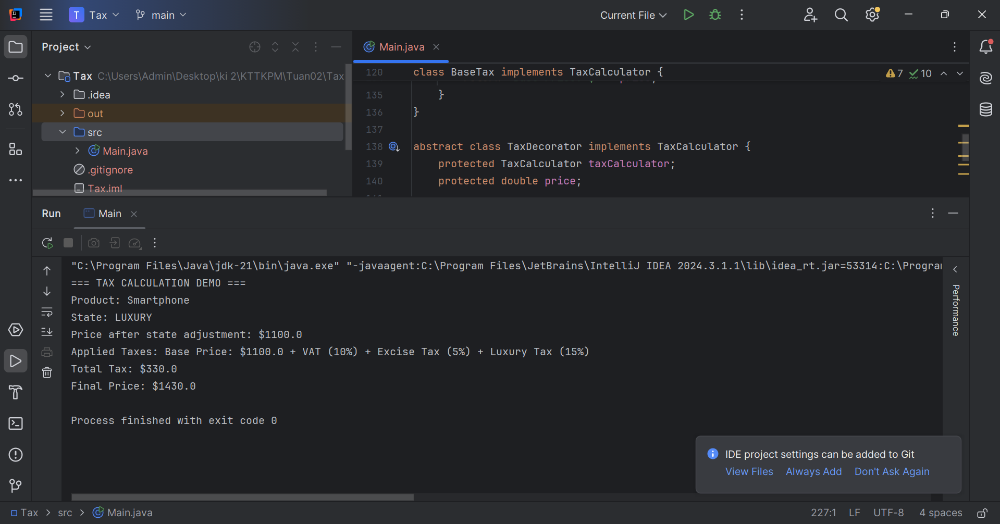 T Tax main Current File
Project
Main.java
Tax C:\Users\Admin\Desktop\ki 2\KTTKPM\Tuan02\Tax
.idea
out
src
Main.java
.gitignore
Tax.iml
120 class BaseTax implements TaxCalculator {
7 10
135 }
136 }
137
138 abstract class TaxDecorator implements TaxCalculator {
139 protected TaxCalculator taxCalculator;
140 protected double price;
Run Main
"C:\Program Files\Java\jdk-21\bin\java.exe" "-javaagent:C:\Program Files\JetBrains\IntelliJ IDEA 2024.3.1.1\lib\idea_rt.jar=53314:C:\Program
=== TAX CALCULATION DEMO ===
Product: Smartphone
State: LUXURY
Price after state adjustment: $1100.0
Applied Taxes: Base Price: $1100.0 + VAT (10%) + Excise Tax (5%) + Luxury Tax (15%)
Total Tax: $330.0
Final Price: $1430.0
Process finished with exit code 0
Performance
IDE project settings can be added to Git
View Files Always Add Don't Ask Again
Tax > src > Main.java
227:1 LF UTF-8 4 spaces